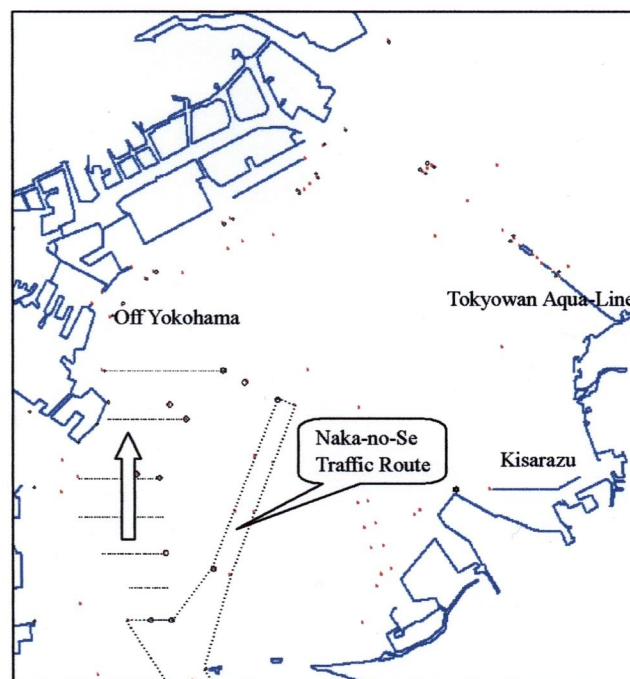 Off Yokohama
Tokyowan Aqua-Line
Naka-no-Se
Traffic Route
Kisarazu